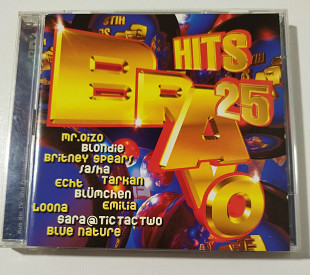 HITS
BRAVO
25
MR.OIZO
BLONDIE
BRITNEY SPEARS
SASHA
TARKAN
ECHT
BLÜMCHEN
LOONA
EMILIA
SARA@TICTACTWO
BLUE NATURE